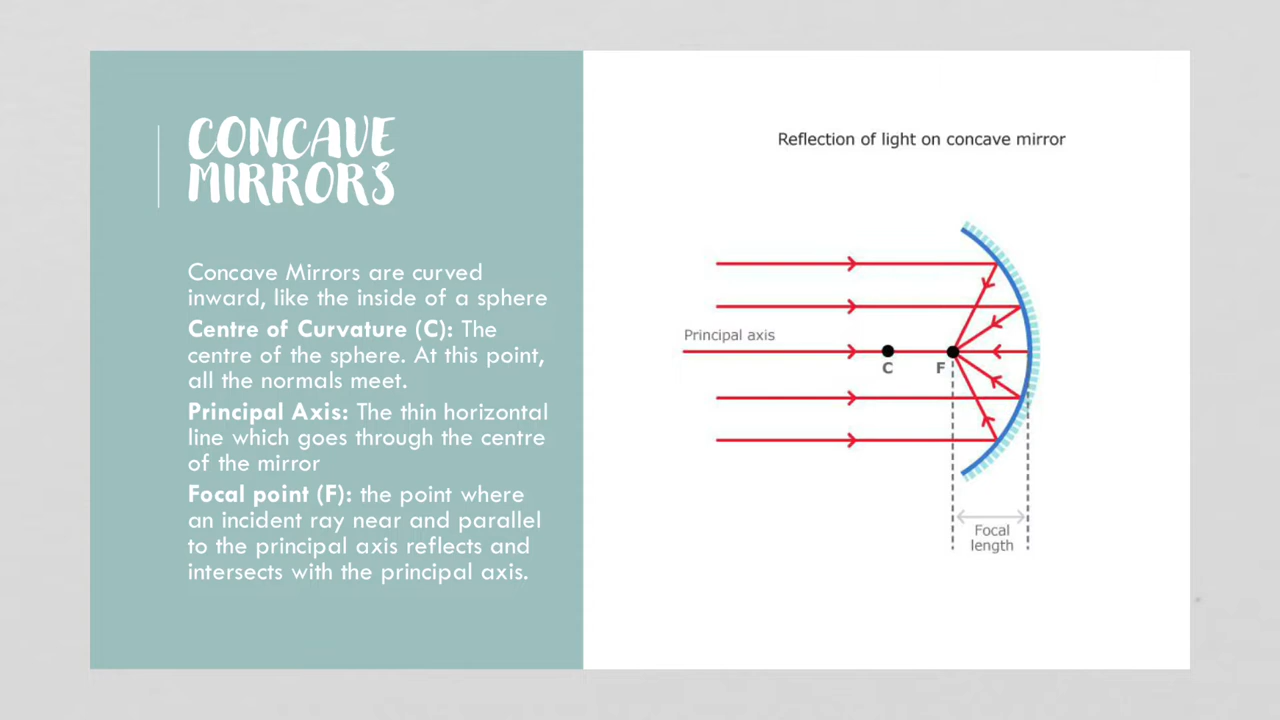 CONCAVE
MIRRORS
Concave Mirrors are curved
inward, like the inside of a sphere
Centre of Curvature (C): The
centre of the sphere. At this point,
all the normals meet.
Principal Axis: The thin horizontal
line which goes through the centre
of the mirror
Focal point (F): the point where
an incident ray near and parallel
to the principal axis reflects and
intersects with the principal axis.
Reflection of light on concave mirror
Principal axis
C
F
Focal
length